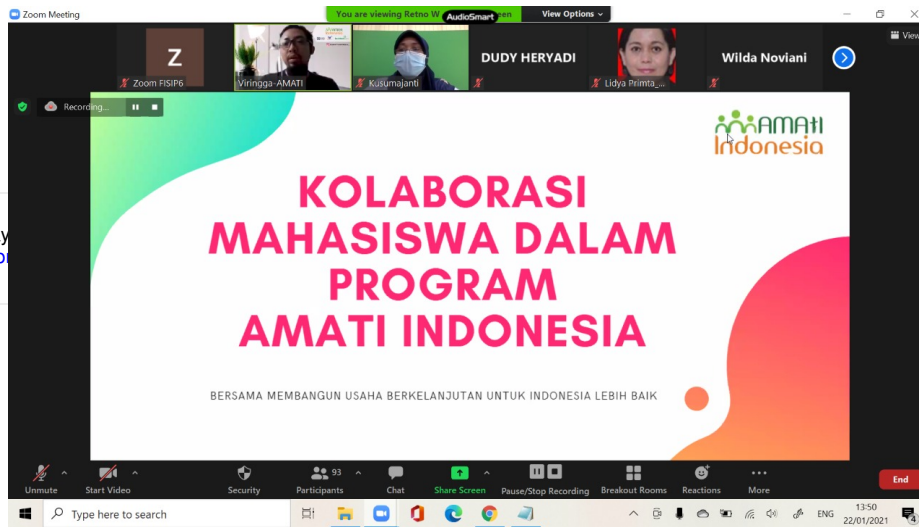 Zoom Meeting
You are viewing Retno W
AudioSmart
een
View Options
View
Z
Zoom FISIP6
Viringga-AMATI
Kusumajanti
DUDY HERYADI
Lidya Primta_...
Wilda Noviani
Recording...
AMATI
Indonesia
KOLABORASI
MAHASISWA DALAM
PROGRAM
AMATI INDONESIA
BERSAMA MEMBANGUN USAHA BERKELANJUTAN UNTUK INDONESIA LEBIH BAIK
Unmute
Start Video
Security
93
Participants
Chat
Share Screen
Pause/Stop Recording
Breakout Rooms
Reactions
More
End
Type here to search
ENG
13:50
22/01/2021
4